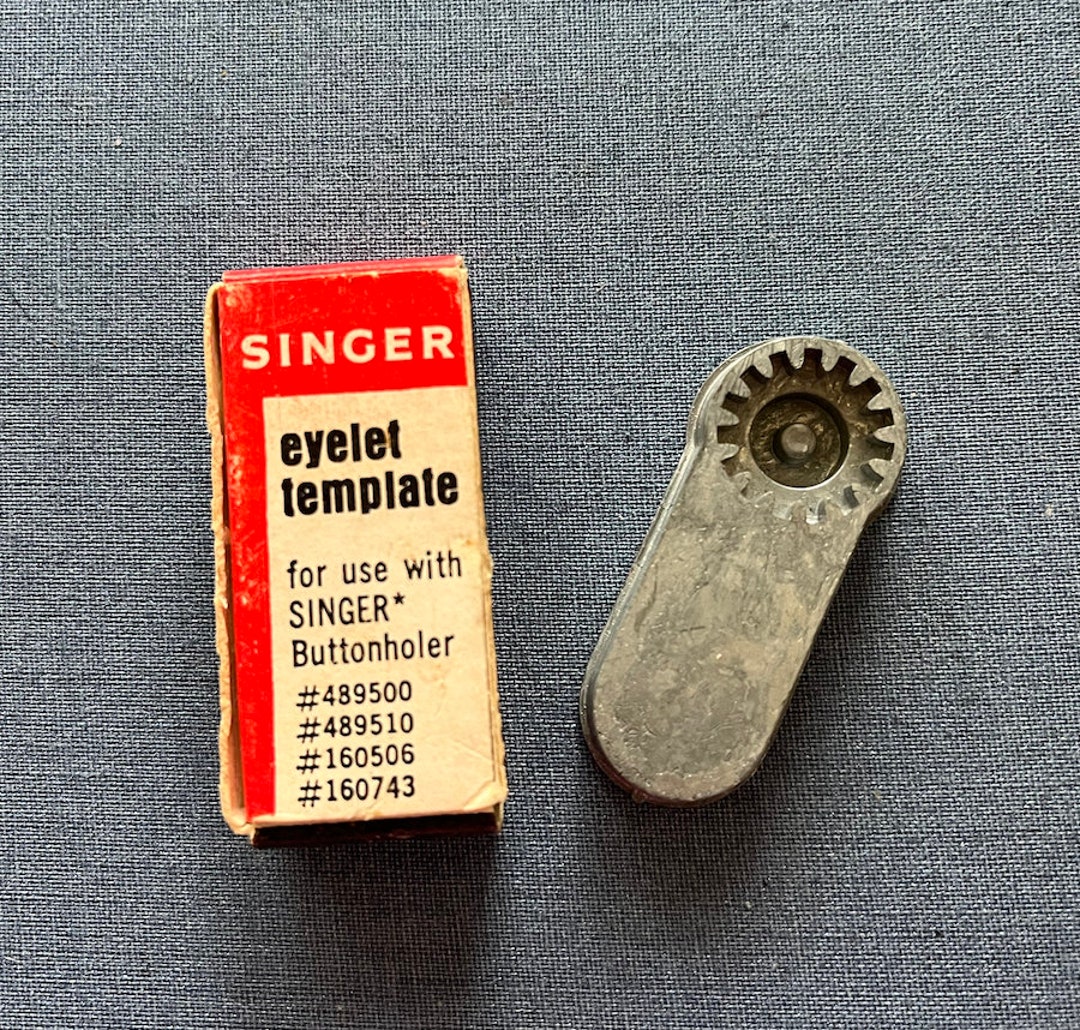 SINGER
eyelet
template
for use with
SINGER*
Buttonholer
#489500
#489510
#160506
#160743